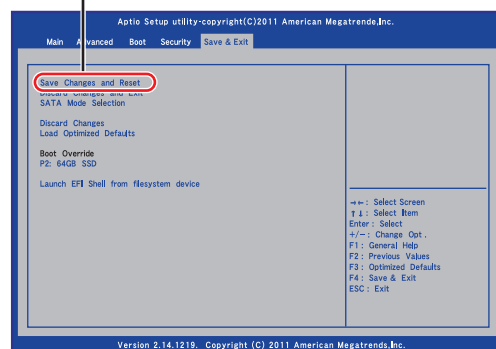 Aptio Setup utility-copyright(C)2011 American Megatrende,Inc.
Main Advanced Boot Security Save & Exit
Save Changes and Reset
Discard Changes and Exit
SATA Mode Selection
Discard Changes
Load Optimized Defaults
Boot Override
P2: 64GB SSD
Launch EFI Shell from filesystem device
→←: Select Screen
↑↓: Select Item
Enter : Select
+/−: Change Opt .
F1: General Help
F2: Previous Values
F3: Optimized Defaults
F4: Save & Exit
ESC : Exit
Version 2.14.1219. Copyright (C) 2011 American Megatrends,Inc.